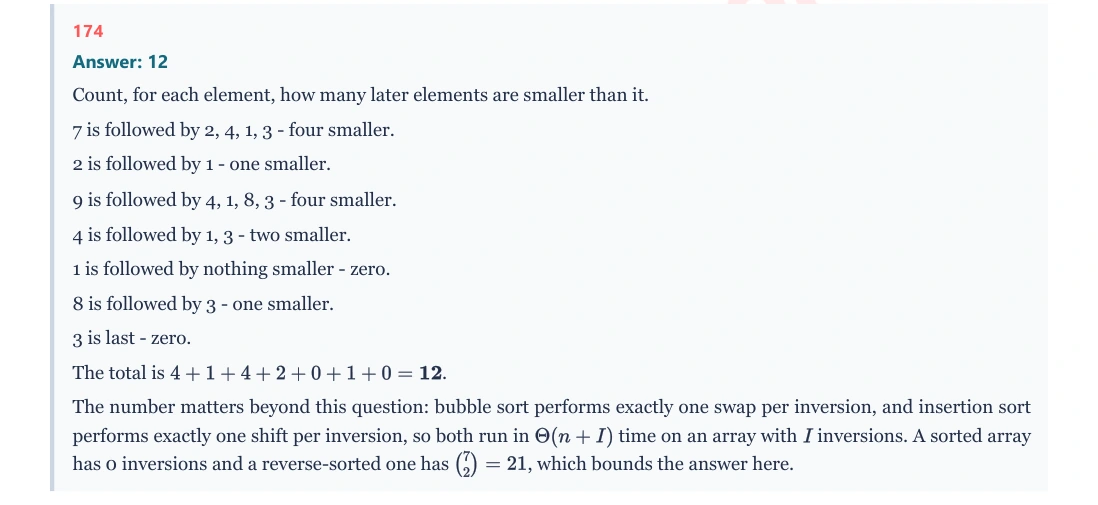 174
Answer: 12
Count, for each element, how many later elements are smaller than it.
7 is followed by 2, 4, 1, 3 - four smaller.
2 is followed by 1 - one smaller.
9 is followed by 4, 1, 8, 3 - four smaller.
4 is followed by 1, 3 - two smaller.
1 is followed by nothing smaller - zero.
8 is followed by 3 - one smaller.
3 is last - zero.
The total is 4 + 1 + 4 + 2 + 0 + 1 + 0 = 12.
The number matters beyond this question: bubble sort performs exactly one swap per inversion, and insertion sort
performs exactly one shift per inversion, so both run in Θ(n + I) time on an array with I inversions. A sorted array
has 0 inversions and a reverse-sorted one has (7 2) = 21, which bounds the answer here.